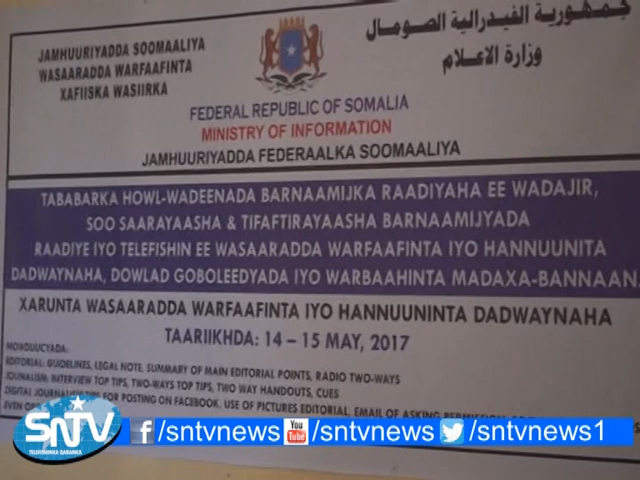 JAMHUURIYADDA SOOMAALIYA
WASAARADDA WARFAAFINTA
XAFIISKA WASIIRKA
جمهورية الفيدرالية الصومال
وزارة الاعلام
FEDERAL REPUBLIC OF SOMALIA
MINISTRY OF INFORMATION
JAMHUURIYADDA FEDERAALKA SOOMAALIYA
TABABARKA HOWL-WADEENADA BARNAAMIJKA RAADIYAHA EE WADAJIR,
SOO SAARAYAASHA & TIFAFTIRAYAASHA BARNAAMIJYADA
RAADIYE IYO TELEFISHIN EE WASAARADDA WARFAAFINTA IYO HANNUUNITA
DADWAYNAHA, DOWLAD GOBOLEEDYADA IYO WARBAAHINTA MADAXA-BANNAAN.
XARUNTA WASAARADDA WARFAAFINTA IYO HANNUUNINTA DADWAYNAHA
TAARIIKHDA: 14 – 15 MAY, 2017
MOWDUUCYADA:
EDITORIAL: GUIDELINES, LEGAL NOTE, SUMMARY OF MAIN EDITORIAL POINTS, RADIO TWO-WAYS
JOUNALISM: INTERVIEW TOP TIPS, TWO-WAYS TOP TIPS, TWO WAY HANDOUTS, CUES
DIGITAL JOURNALISM TIPS FOR POSTING ON FACEBOOK, USE OF PICTURES EDITORIAL, EMAIL OF ASKING PERMISSION,
SNTV
TELEFISHINKA QARANKA
f /sntvnews You Tube /sntvnews /sntvnews1